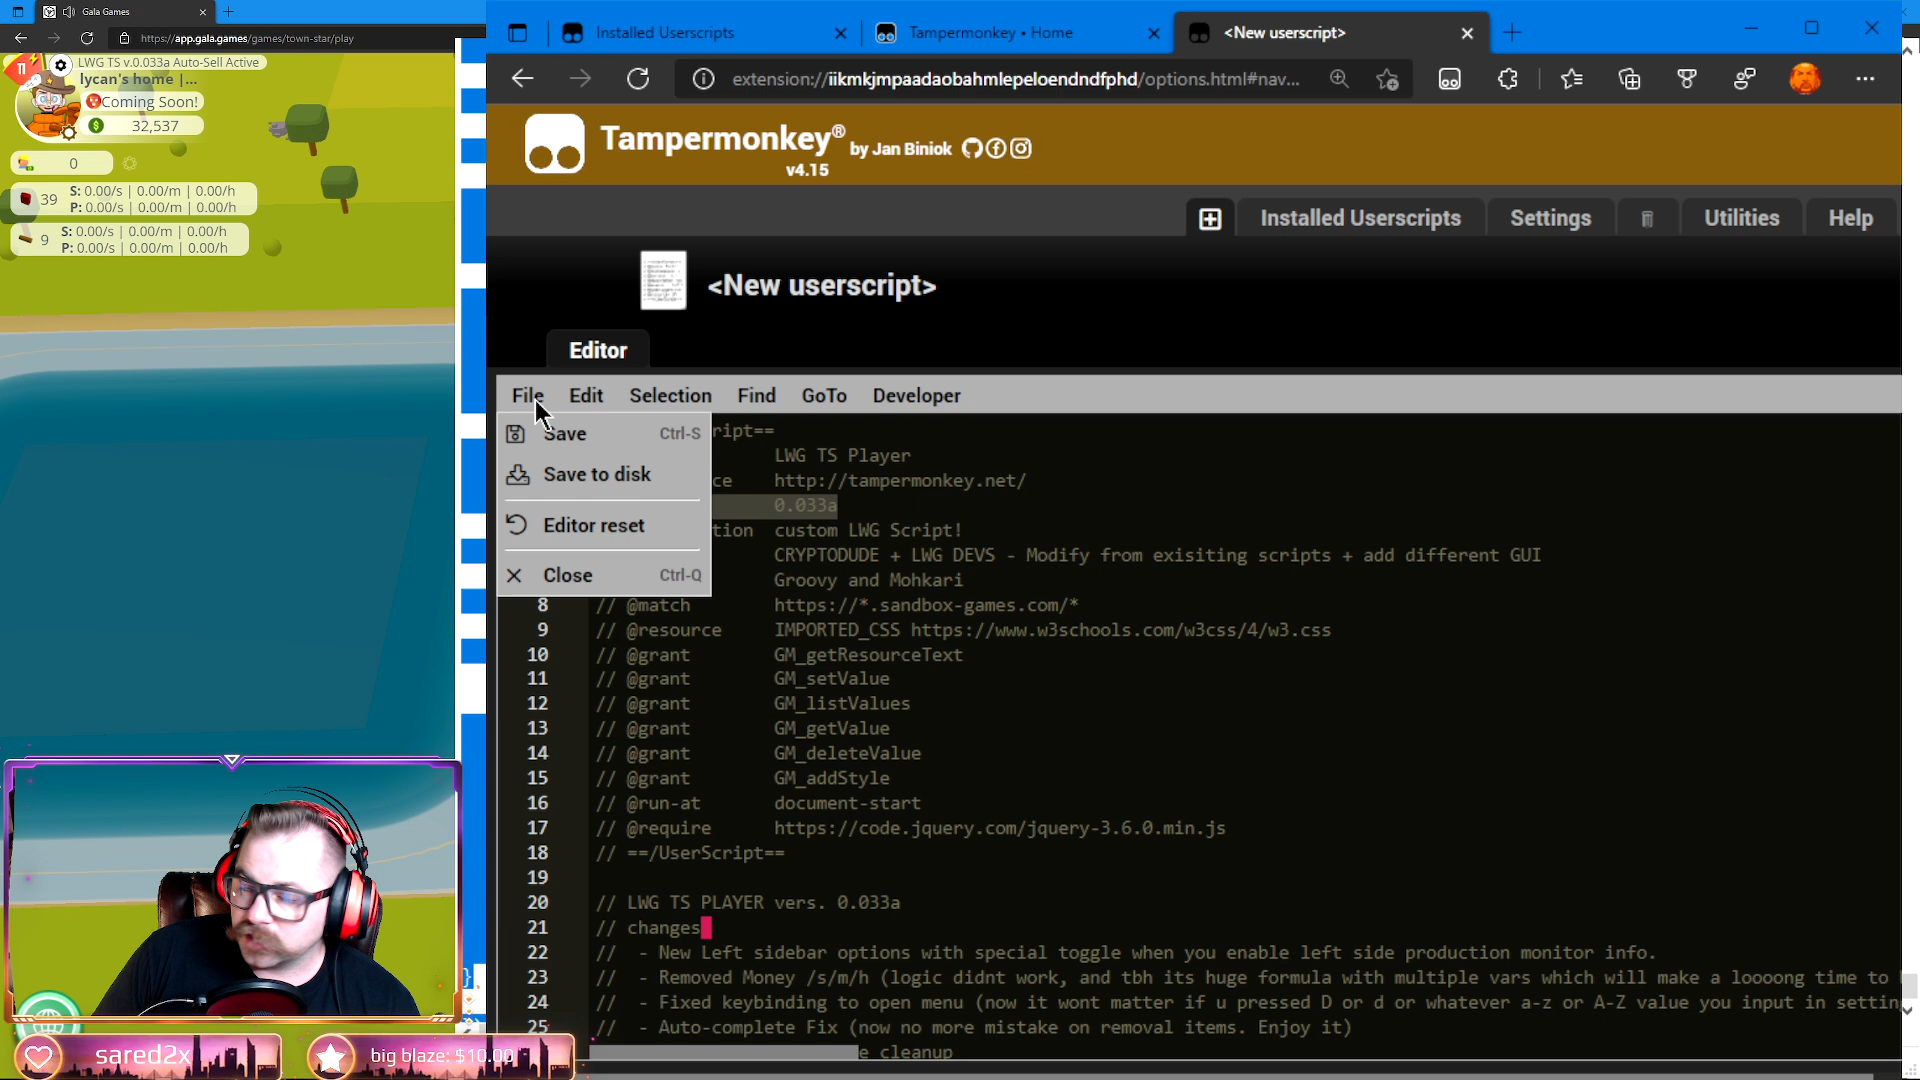 Gala Games
https://app.gala.games/games/town-star/play
LWG TS v.0.033a Auto-Sell Active
11
lycan's home |...
Coming Soon!
32,537
0
39 S: 0.00/s | 0.00/m | 0.00/h
P: 0.00/s | 0.00/m | 0.00/h
9 S: 0.00/s | 0.00/m | 0.00/h
P: 0.00/s | 0.00/m | 0.00/h
sared2x
big blaze: $10.00
Installed Userscripts
Tampermonkey • Home
<New userscript>
extension://iikmkjmpaadaobahmlepeloendndfphd/options.html#nav...
Tampermonkey® by Jan Biniok
v4.15
Installed Userscripts Settings Utilities Help
<New userscript>
Editor
File Edit Selection Find GoTo Developer
Save Ctrl-S
Save to disk
Editor reset
Close Ctrl-Q
ript==
LWG TS Player
ce http://tampermonkey.net/
0.033a
tion custom LWG Script!
CRYPTODUDE + LWG DEVS - Modify from exisiting scripts + add different GUI
Groovy and Mohkari
8 // @match https://*.sandbox-games.com/*
9 // @resource IMPORTED_CSS https://www.w3schools.com/w3css/4/w3.css
10 // @grant GM_getResourceText
11 // @grant GM_setValue
12 // @grant GM_listValues
13 // @grant GM_getValue
14 // @grant GM_deleteValue
15 // @grant GM_addStyle
16 // @run-at document-start
17 // @require https://code.jquery.com/jquery-3.6.0.min.js
18 // ==/UserScript==
19
20 // LWG TS PLAYER vers. 0.033a
21 // changes
22 // - New Left sidebar options with special toggle when you enable left side production monitor info.
23 // - Removed Money /s/m/h (logic didnt work, and tbh its huge formula with multiple vars which will make a loooong time to
24 // - Fixed keybinding to open menu (now it wont matter if u pressed D or d or whatever a-z or A-Z value you input in settin
25 // - Auto-complete Fix (now no more mistake on removal items. Enjoy it)
e cleanup